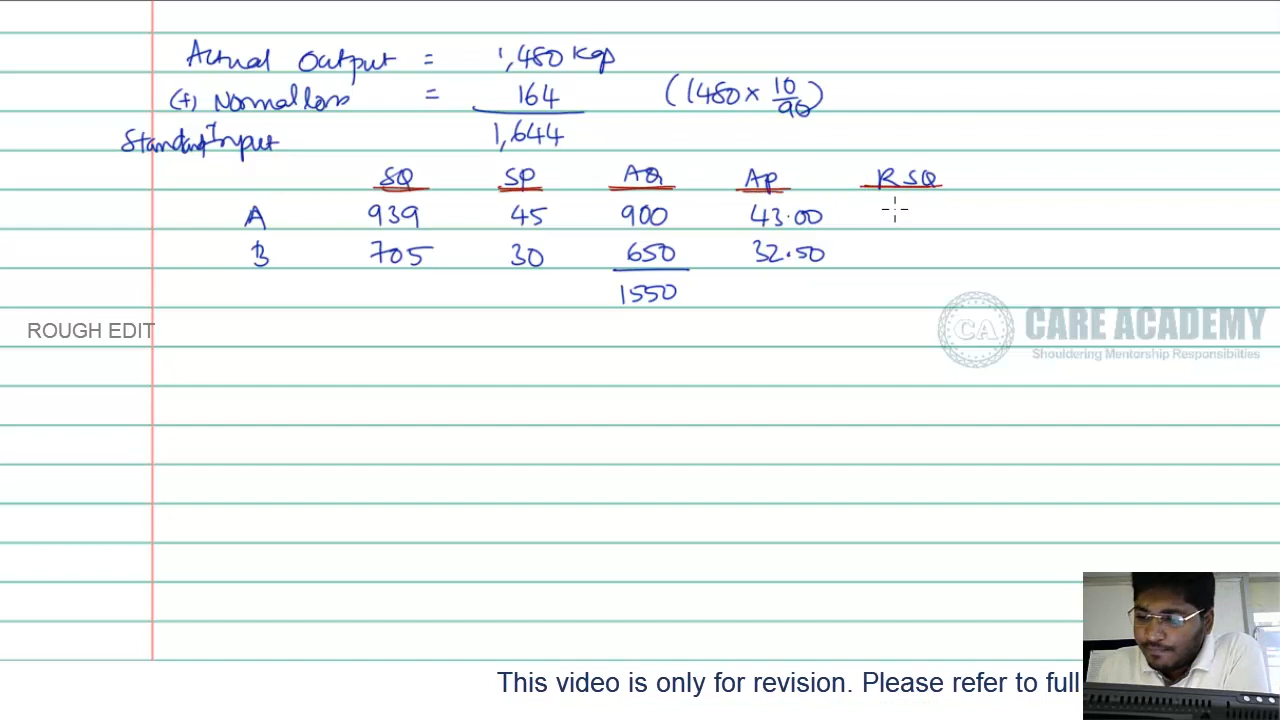 Actual Output = 1,480 Kgs
(+) Normal loss = 164 (1480 × 10/90)
Standard Input 1,644
SQ SP AQ AP RSQ
A 939 45 900 43.00
B 705 30 650 32.50
1550
ROUGH EDIT
CA CARE ACADEMY
Shouldering Mentorship Responsibilties
This video is only for revision. Please refer to full